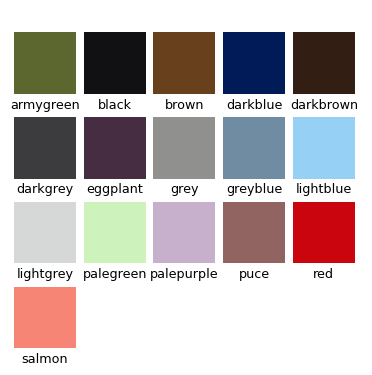 armygreen black brown darkblue darkbrown
darkgrey eggplant grey greyblue lightblue
lightgrey palegreen palepurple puce red
salmon